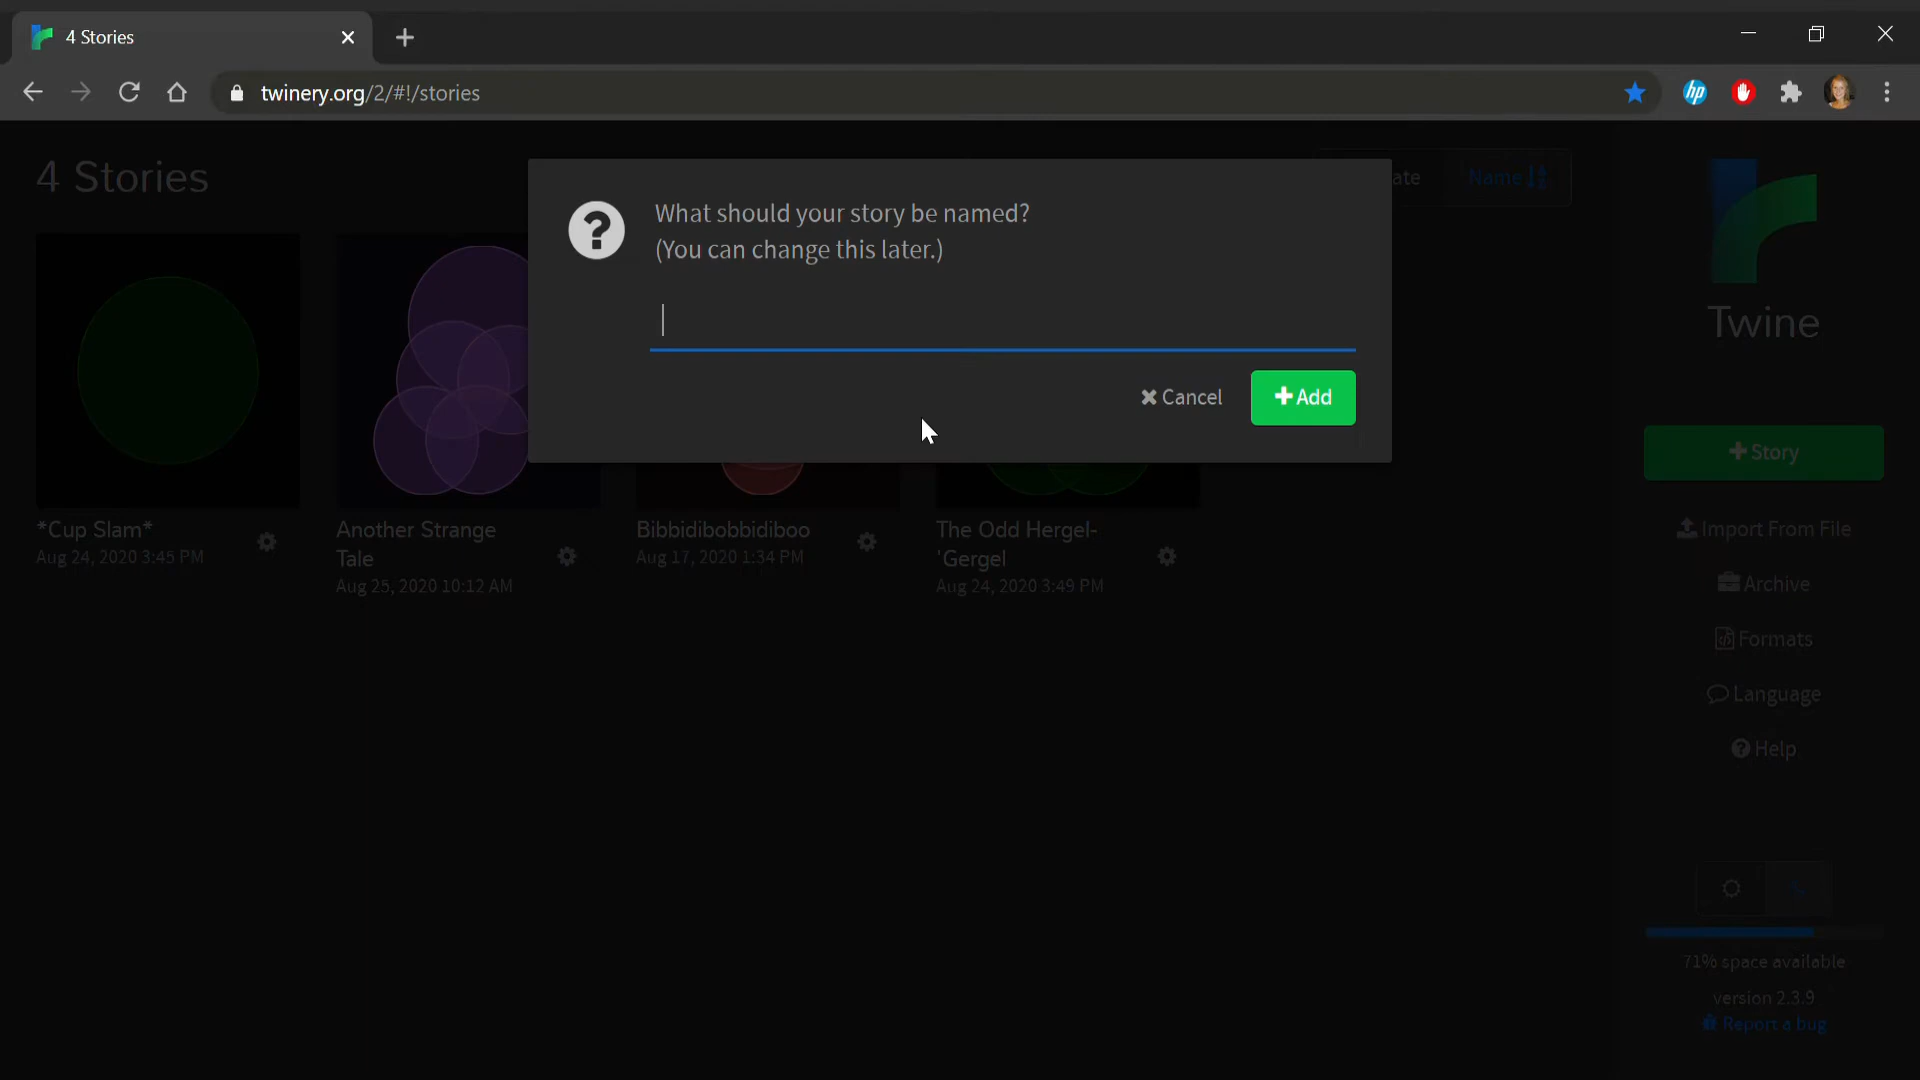 4 Stories
twinery.org/2/#!/stories
hp
4 Stories
What should your story be named?
(You can change this later.)
Cancel
Add
ate
Name
Twine
Story
Import From File
Archive
Formats
Language
Help
*Cup Slam*
Aug 24, 2020 3:45 PM
Another Strange
Tale
Aug 25, 2020 10:12 AM
Bibbidibobbidiboo
Aug 17, 2020 1:34 PM
The Odd Hergel-
'Gergel
Aug 24, 2020 3:49 PM
71% space available
version 2.3.9
Report a bug